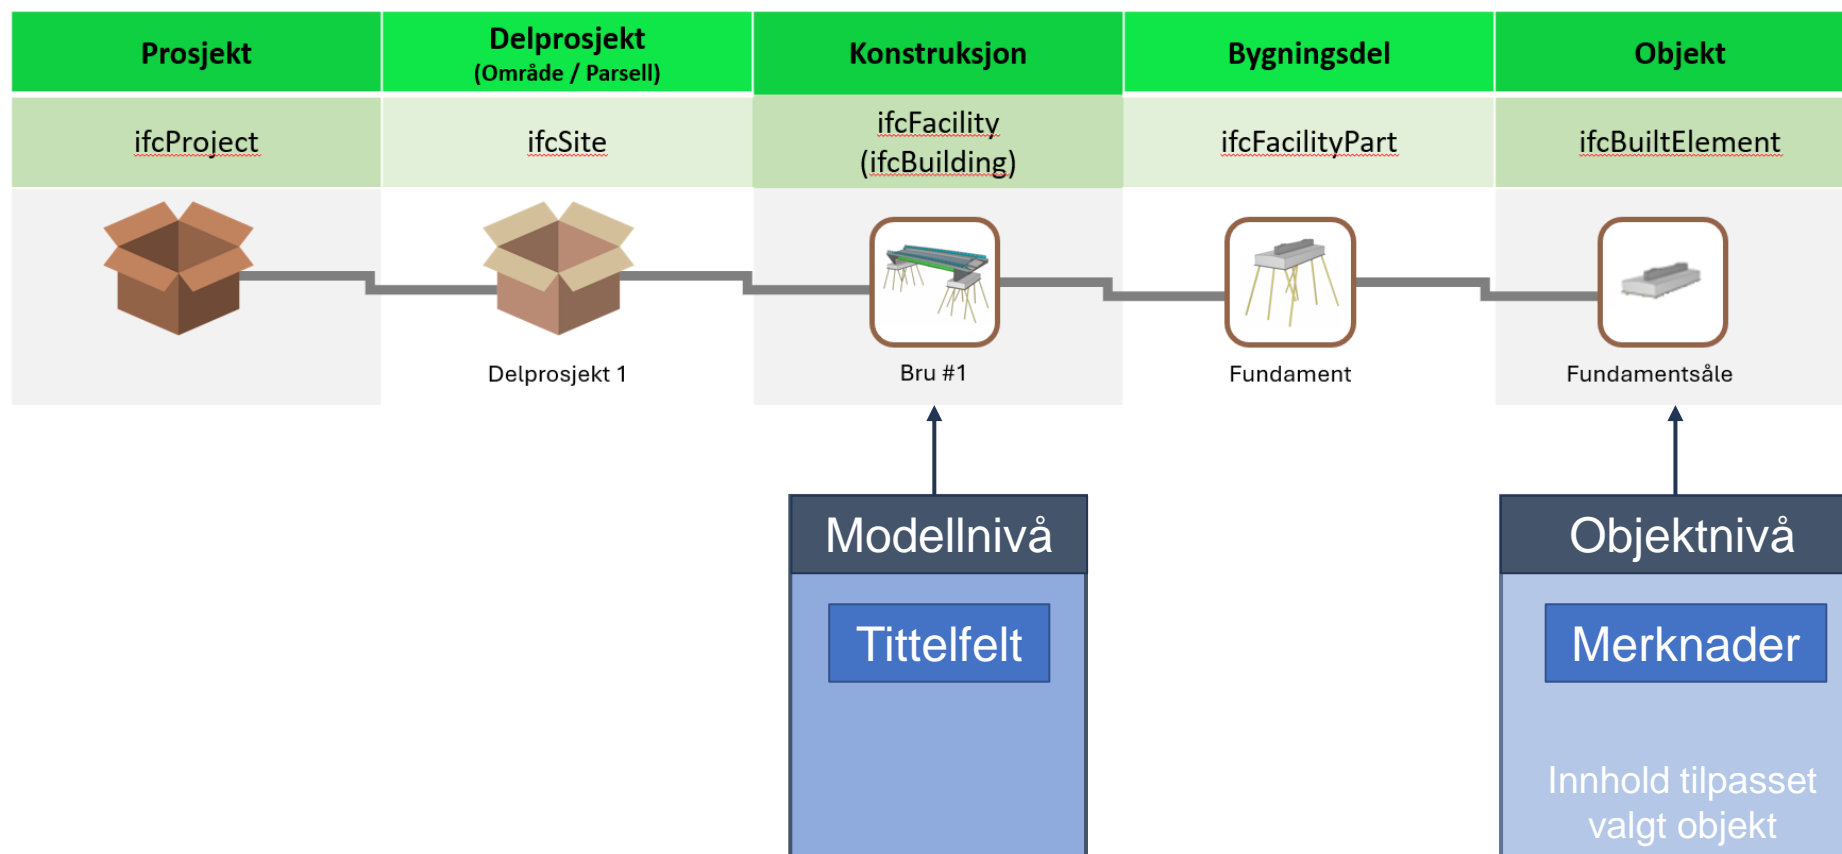 Prosjekt
Delprosjekt
(Område / Parsell)
Konstruksjon
Bygningsdel
Objekt
ifcProject
ifcSite
ifcFacility
(ifcBuilding)
ifcFacilityPart
ifcBuiltElement
Delprosjekt 1
Bru #1
Fundament
Fundamentsåle
Modellnivå
Objektnivå
Tittelfelt
Merknader
Innhold tilpasset
valgt objekt